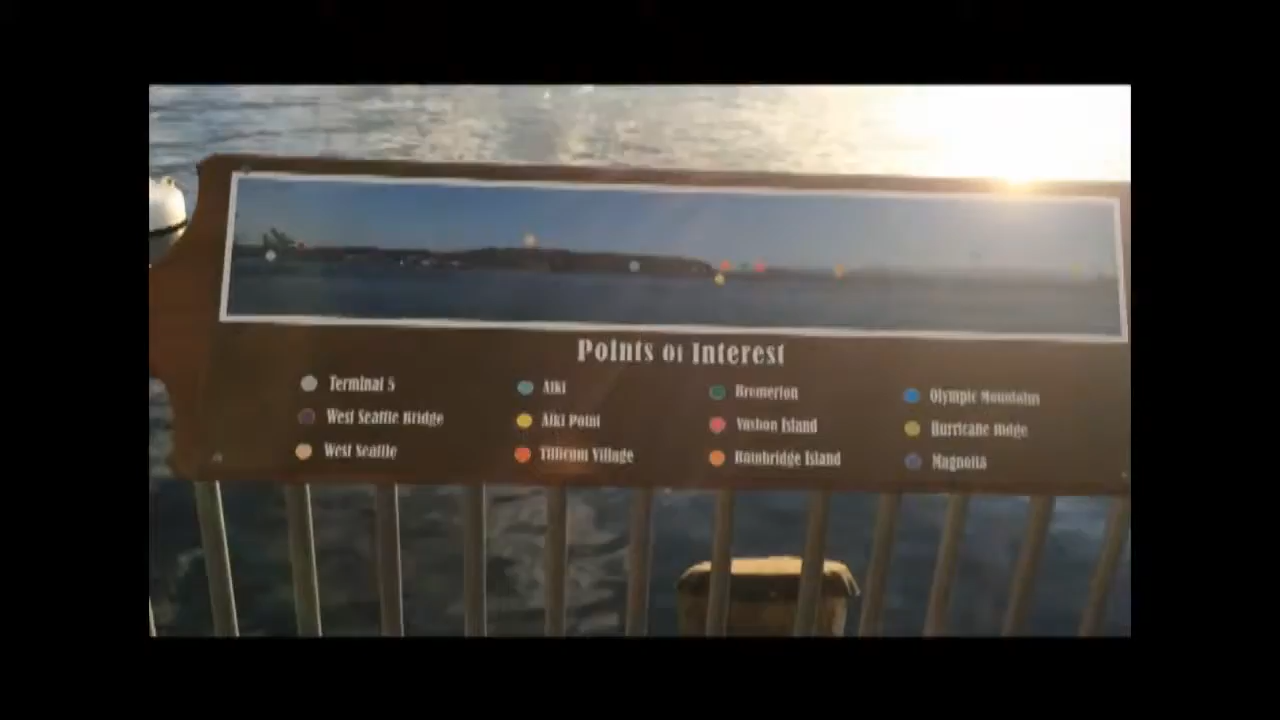 Points of Interest
Terminal 5
West Seattle Bridge
West Seattle
Alki
Alki Point
Tillicum Village
Bremerton
Vashon Island
Bainbridge Island
Olympic Mountains
Hurricane Ridge
Magnolia